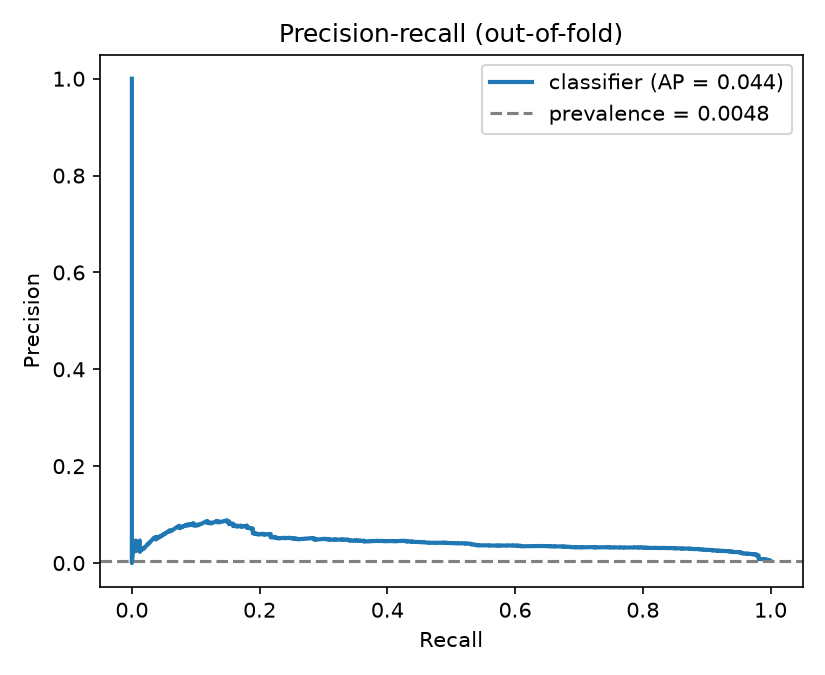 Precision-recall (out-of-fold)
classifier (AP = 0.044)
prevalence = 0.0048
Precision
1.0
0.8
0.6
0.4
0.2
0.0
0.0 0.2 0.4 0.6 0.8 1.0
Recall